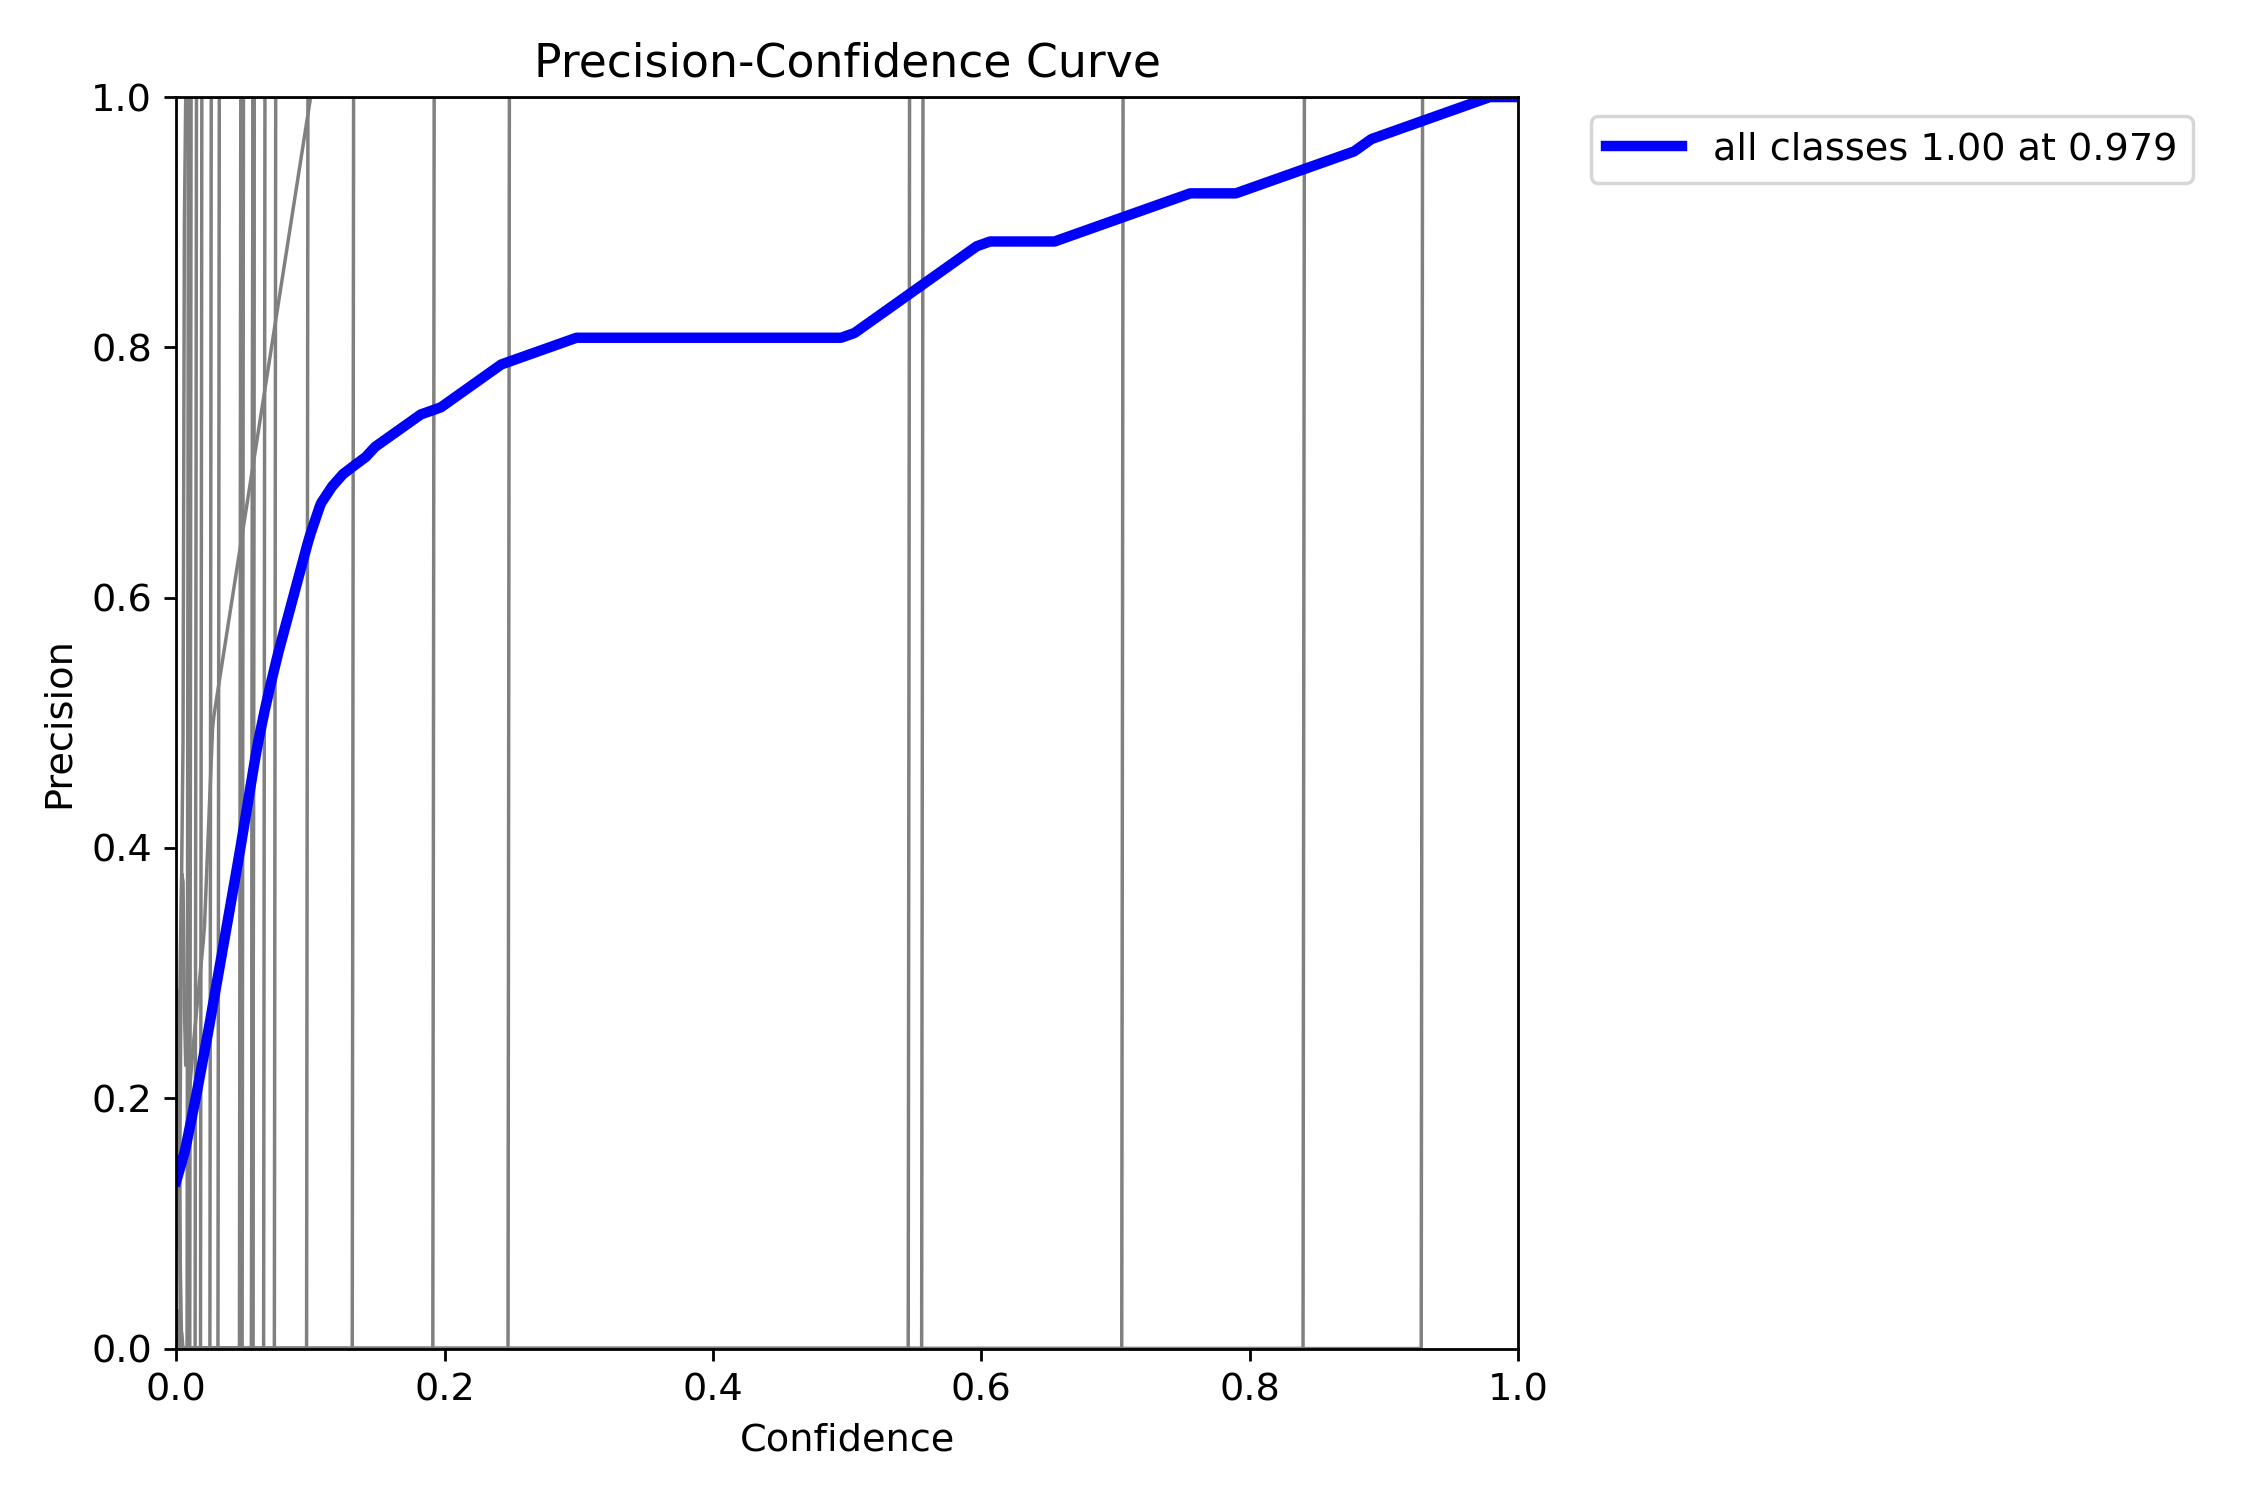 Precision-Confidence Curve
all classes 1.00 at 0.979
1.0
0.8
0.6
0.4
0.2
0.0
Precision
0.0 0.2 0.4 0.6 0.8 1.0
Confidence